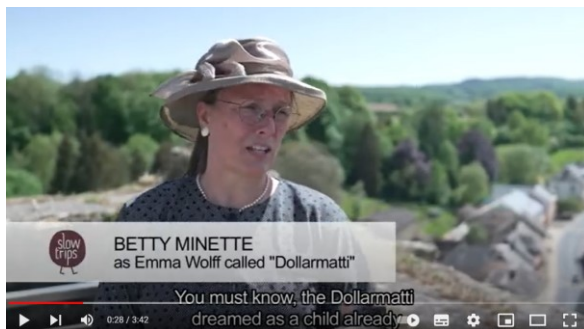 slow
trips
BETTY MINETTE
as Emma Wolff called "Dollarmatti"
You must know, the Dollarmatti
dreamed as a child already
0:28 / 3:42